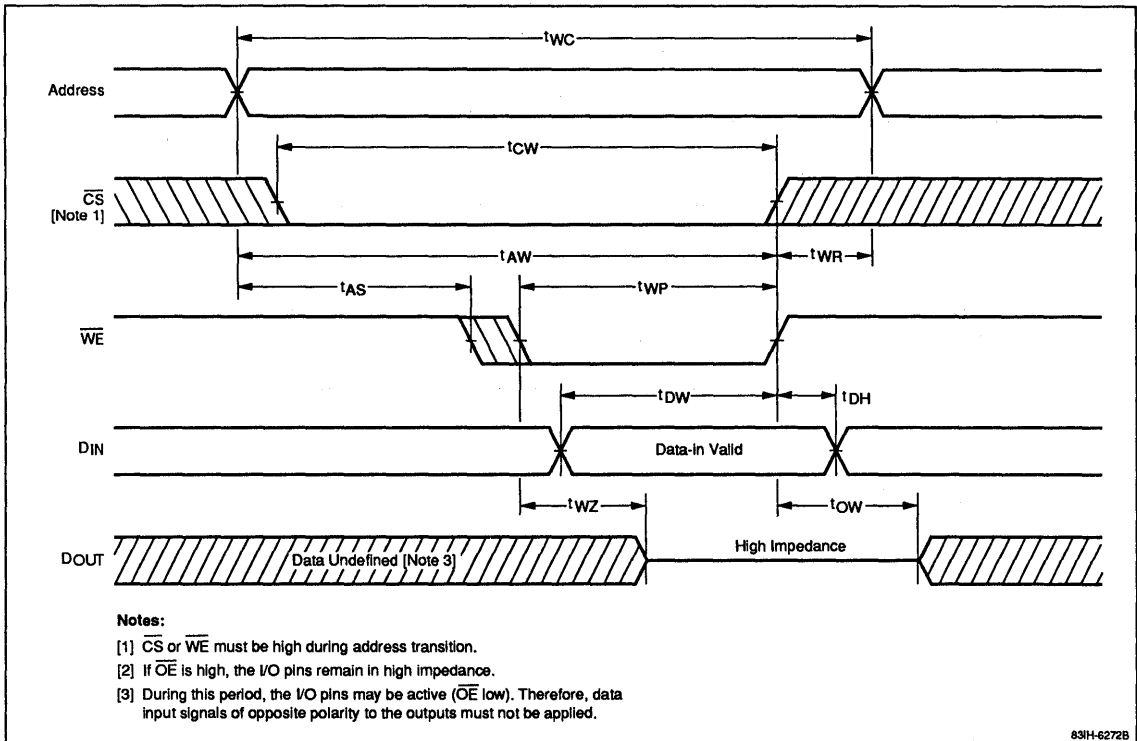 tWC
Address
tCW
CS
[Note 1]
tAW
tWR
tAS
tWP
WE
tDW
tDH
DIN
Data-in Valid
tWZ
tOW
High Impedance
DOUT
Data Undefined [Note 3]
Notes:
[1] CS or WE must be high during address transition.
[2] If OE is high, the I/O pins remain in high impedance.
[3] During this period, the I/O pins may be active (OE low). Therefore, data
input signals of opposite polarity to the outputs must not be applied.
83IH-6272B